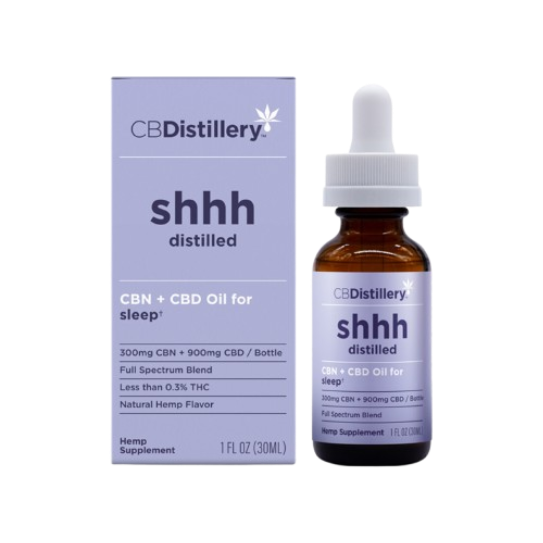 CBDistillery™
shhh
distilled
CBN + CBD Oil for
sleep†
300mg CBN + 900mg CBD / Bottle
Full Spectrum Blend
Less than 0.3% THC
Natural Hemp Flavor
Hemp
Supplement
1 FL OZ (30ML)
CBDistillery
shhh
distilled
CBN + CBD Oil for
sleep†
300mg CBN + 900mg CBD / Bottle
Full Spectrum Blend
Hemp Supplement
1 FL OZ (30ML)